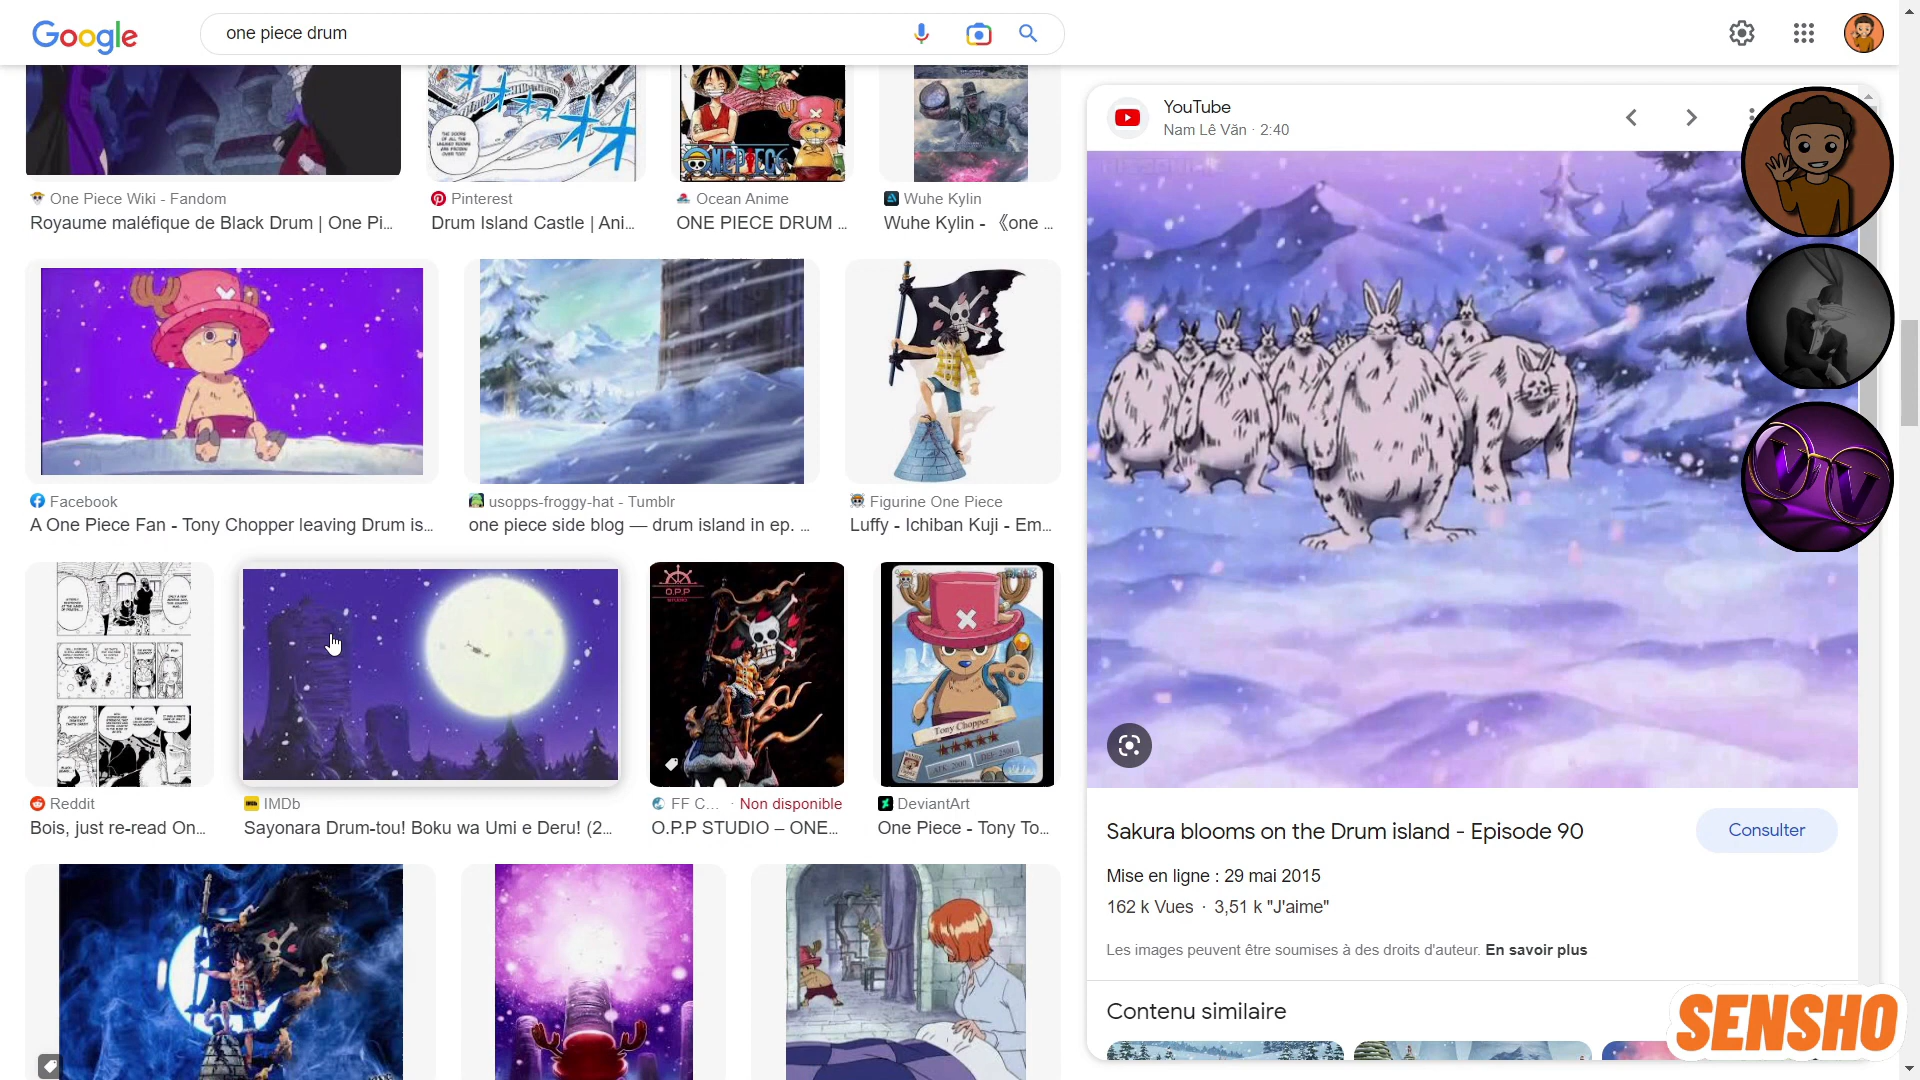 Google
one piece drum
YouTube
Nam Lê Văn · 2:40
One Piece Wiki - Fandom
Royaume maléfique de Black Drum | One Pi...
Pinterest
Drum Island Castle | Ani...
ONE PIECE
Ocean Anime
ONE PIECE DRUM ...
Wuhe Kylin
Wuhe Kylin - 《one ...
Facebook
A One Piece Fan - Tony Chopper leaving Drum is...
usopps-froggy-hat - Tumblr
one piece side blog — drum island in ep. ...
Figurine One Piece
Luffy - Ichiban Kuji - Em...
O.P.P
Tony Chopper
Reddit
Bois, just re-read On...
IMDb
Sayonara Drum-tou! Boku wa Umi e Deru! (2...
FF C... · Non disponible
O.P.P STUDIO – ONE...
DeviantArt
One Piece - Tony To...
Sakura blooms on the Drum island - Episode 90
Consulter
Mise en ligne : 29 mai 2015
162 k Vues · 3,51 k "J'aime"
Les images peuvent être soumises à des droits d'auteur. En savoir plus
Contenu similaire
SENSHO